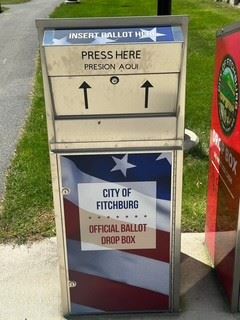 INSERT BALLOT HERE
PRESS HERE
PRESION AQUI
CITY OF
FITCHBURG
OFFICIAL BALLOT
DROP BOX